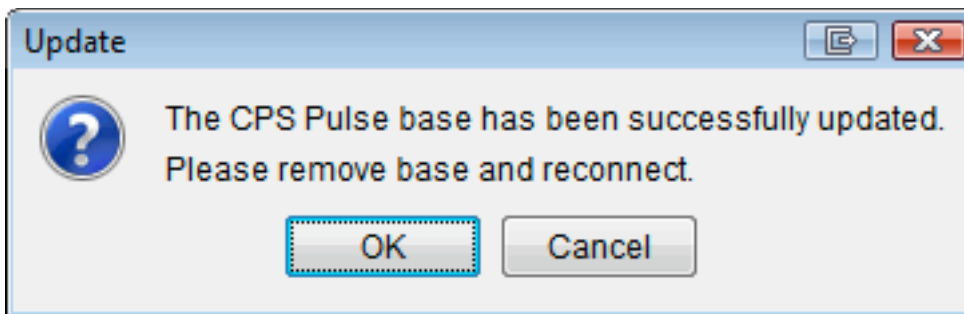 Update
The CPS Pulse base has been successfully updated.
Please remove base and reconnect.
OK Cancel